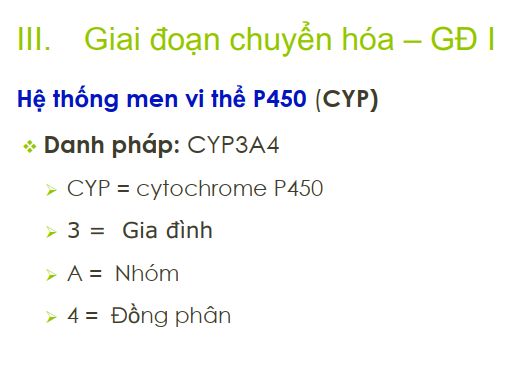 III. Giai đoạn chuyển hóa – GĐ I
Hệ thống men vi thể P450 (CYP)
❖ Danh pháp: CYP3A4
➢ CYP = cytochrome P450
➢ 3 = Gia đình
➢ A = Nhóm
➢ 4 = Đồng phân